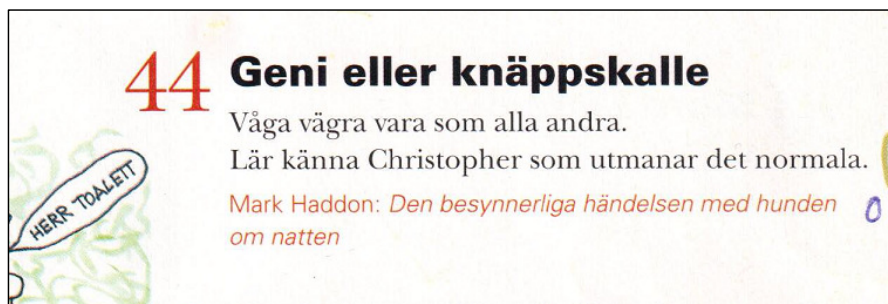 44 Geni eller knäppskalle
Våga vägra vara som alla andra.
Lär känna Christopher som utmanar det normala.
Mark Haddon: Den besynnerliga händelsen med hunden
om natten
HERR TOALETT